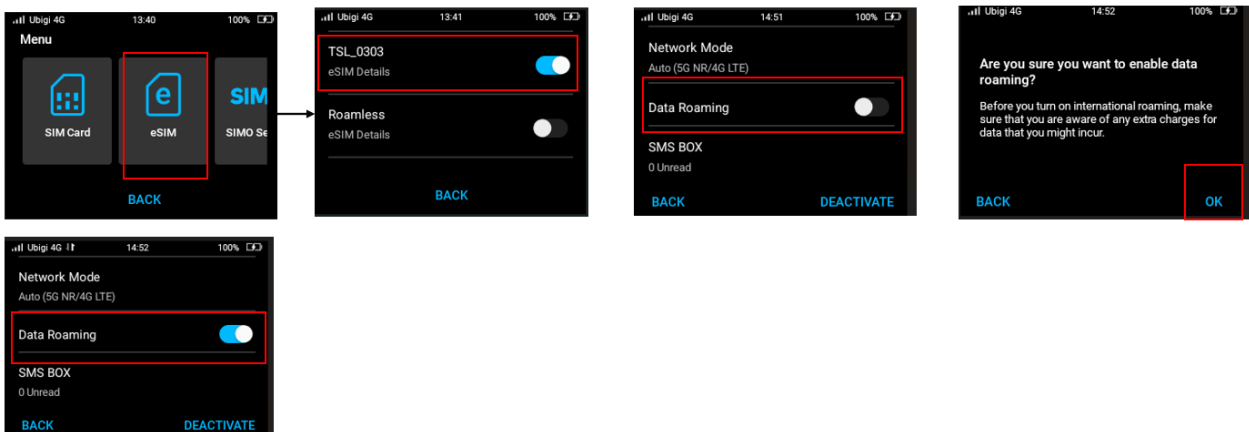 Ubigi 4G 13:40 100%
Menu
SIM Card eSIM SIMO Se
BACK
Ubigi 4G 13:41 100%
TSL_0303
eSIM Details
Roamless
eSIM Details
BACK
Ubigi 4G 14:51 100%
Network Mode
Auto (5G NR/4G LTE)
Data Roaming
SMS BOX
0 Unread
BACK DEACTIVATE
Ubigi 4G 14:52 100%
Are you sure you want to enable data
roaming?
Before you turn on international roaming, make
sure that you are aware of any extra charges for
data that you might incur.
BACK OK
Ubigi 4G 14:52 100%
Network Mode
Auto (5G NR/4G LTE)
Data Roaming
SMS BOX
0 Unread
BACK DEACTIVATE